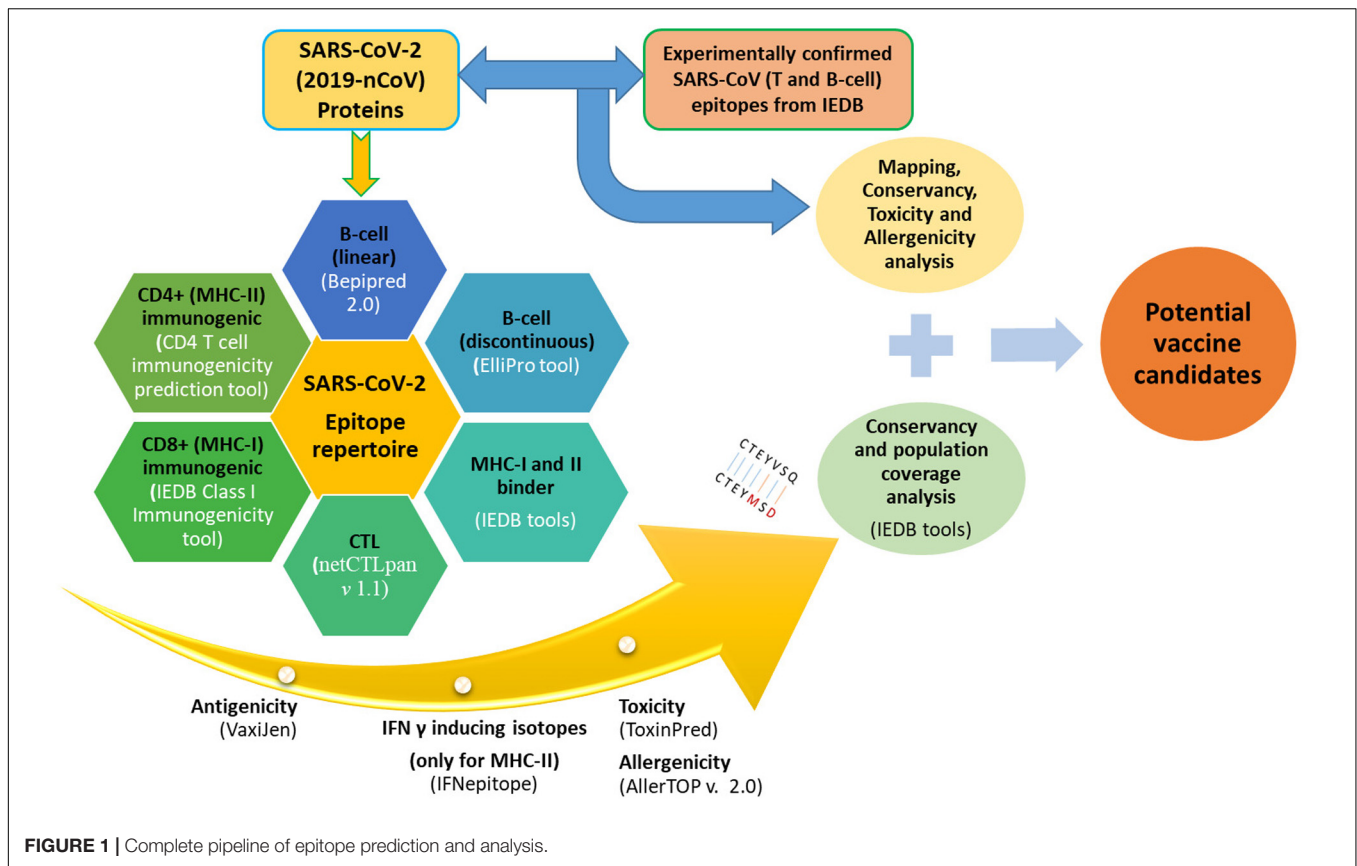 SARS-CoV-2
(2019-nCoV)
Proteins
Experimentally confirmed
SARS-CoV (T and B-cell)
epitopes from IEDB
Mapping,
Conservancy,
Toxicity and
Allergenicity
analysis
B-cell
(linear)
(Bepipred
2.0)
CD4+ (MHC-II)
immunogenic
(CD4 T cell
immunogenicity
prediction tool)
B-cell
(discontinuous)
(ElliPro tool)
SARS-CoV-2
Epitope
repertoire
CD8+ (MHC-I)
immunogenic
(IEDB Class I
Immunogenicity
tool)
MHC-I and II
binder
(IEDB tools)
CTL
(netCTLpan
v 1.1)
Potential
vaccine
candidates
CTEYVSQ
CTEYMSD
Conservancy
and population
coverage
analysis
(IEDB tools)
Antigenicity
(VaxiJen)
IFN γ inducing isotopes
(only for MHC-II)
(IFNepitope)
Toxicity
(ToxinPred)
Allergenicity
(AllerTOP v. 2.0)
FIGURE 1 | Complete pipeline of epitope prediction and analysis.